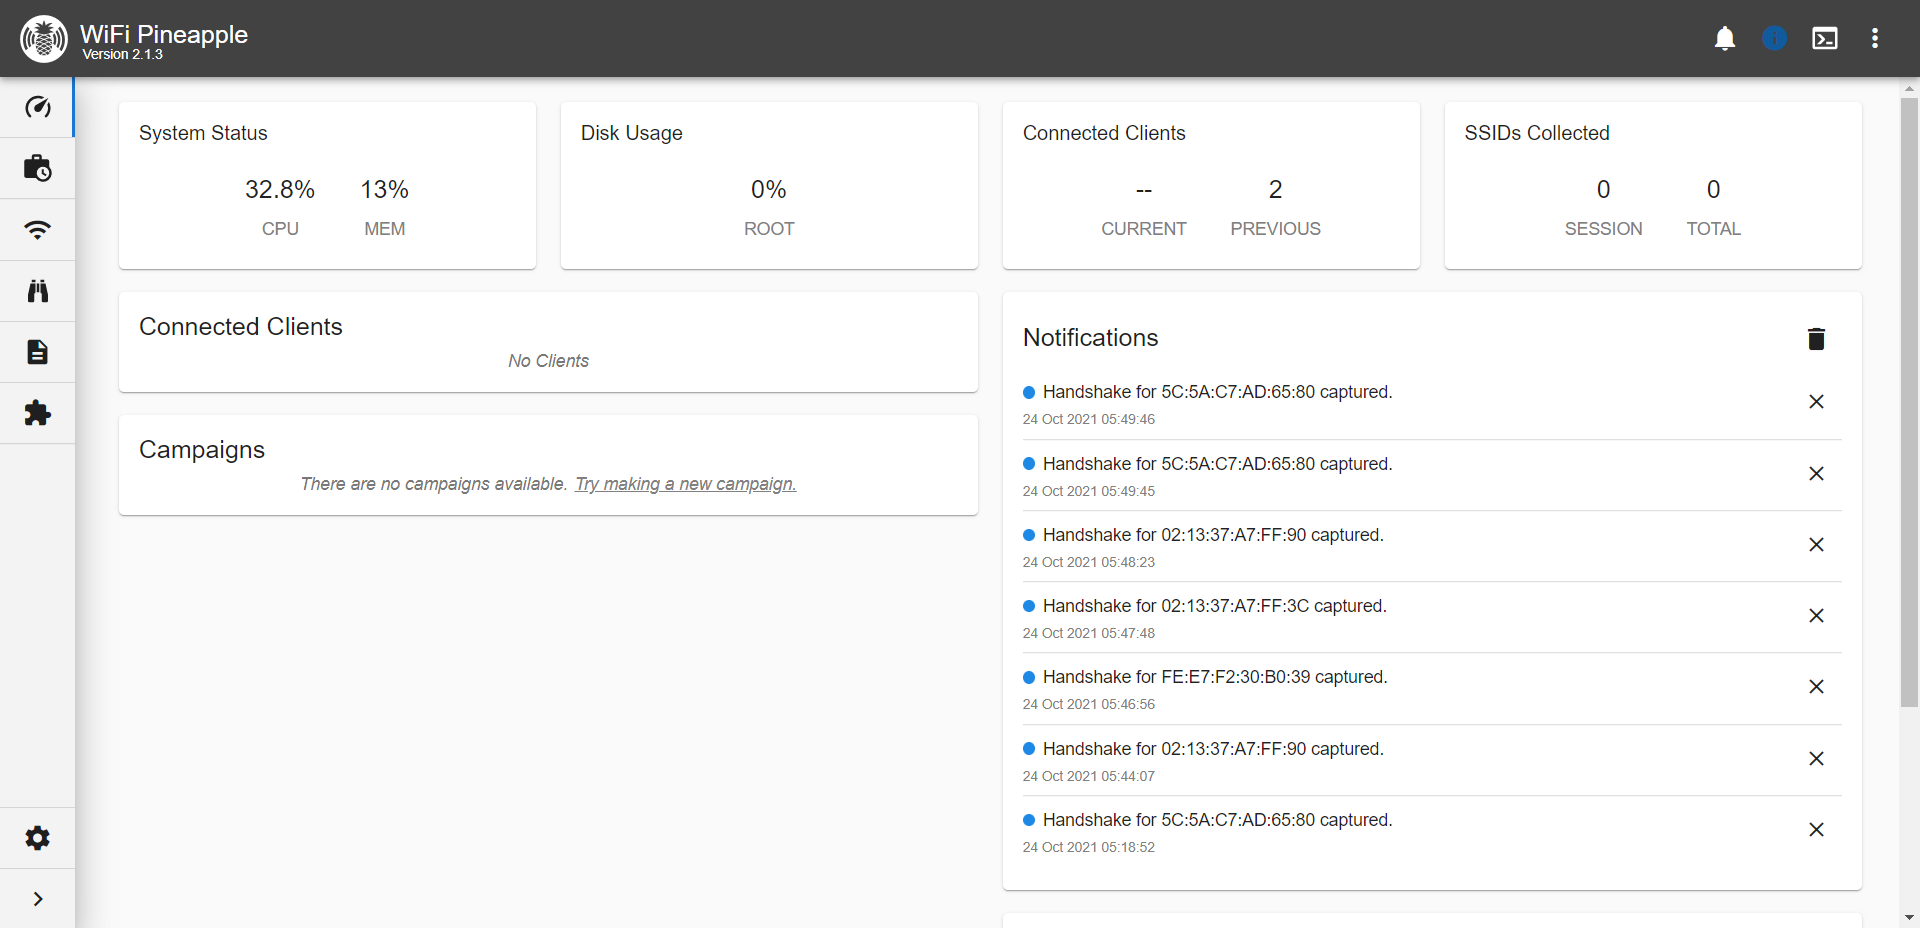 WiFi Pineapple
Version 2.1.3
System Status
32.8% 13%
CPU MEM
Disk Usage
0%
ROOT
Connected Clients
-- 2
CURRENT PREVIOUS
SSIDs Collected
0 0
SESSION TOTAL
Connected Clients
No Clients
Campaigns
There are no campaigns available. Try making a new campaign.
Notifications
Handshake for 5C:5A:C7:AD:65:80 captured.
24 Oct 2021 05:49:46
Handshake for 5C:5A:C7:AD:65:80 captured.
24 Oct 2021 05:49:45
Handshake for 02:13:37:A7:FF:90 captured.
24 Oct 2021 05:48:23
Handshake for 02:13:37:A7:FF:3C captured.
24 Oct 2021 05:47:48
Handshake for FE:E7:F2:30:B0:39 captured.
24 Oct 2021 05:46:56
Handshake for 02:13:37:A7:FF:90 captured.
24 Oct 2021 05:44:07
Handshake for 5C:5A:C7:AD:65:80 captured.
24 Oct 2021 05:18:52